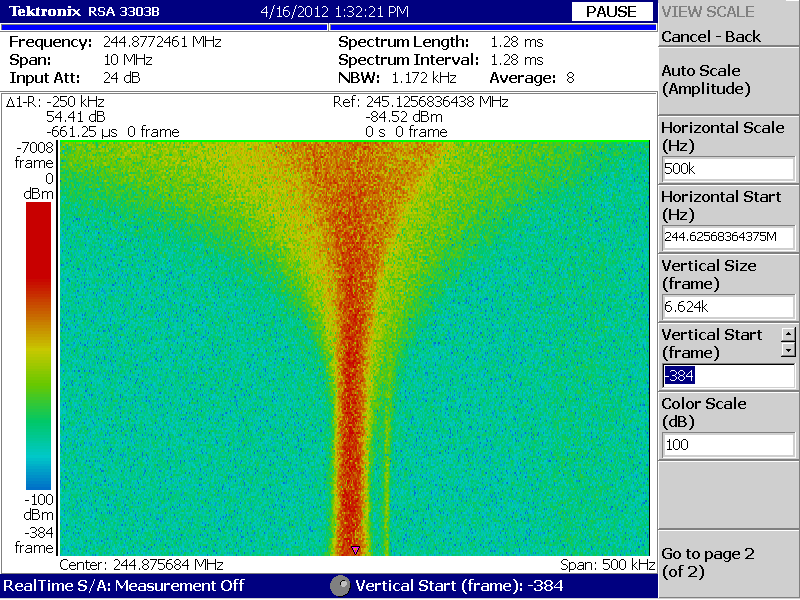 Tektronix RSA 3303B 4/16/2012 1:32:21 PM PAUSE
Frequency: 244.8772461 MHz
Span: 10 MHz
Input Att: 24 dB
Spectrum Length: 1.28 ms
Spectrum Interval: 1.28 ms
NBW: 1.172 kHz Average: 8
Δ1-R: -250 kHz
54.41 dB
-661.25 µs 0 frame
Ref: 245.1256836438 MHz
-84.52 dBm
0 s 0 frame
-7008
frame
0
dBm
-100
dBm
-384
frame
Center: 244.875684 MHz Span: 500 kHz
RealTime S/A: Measurement Off Vertical Start (frame): -384
VIEW SCALE
Cancel - Back
Auto Scale
(Amplitude)
Horizontal Scale
(Hz)
500k
Horizontal Start
(Hz)
244.62568364375M
Vertical Size
(frame)
6.624k
Vertical Start
(frame)
-384
Color Scale
(dB)
100
Go to page 2
(of 2)